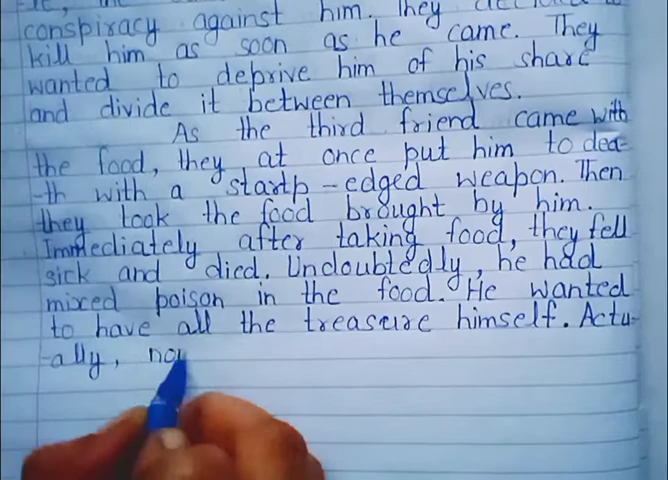 conspiracy against him. They
kill him as soon as he came. They
wanted to deprive him of his share
and divide it between themselves.
As the third friend came with
the food, they at once put him to dea-
-th with a startp-edged weapon. Then
they took the food brought by him.
Immediately after taking food, they fell
sick and died. Undoubtedly, he had
mixed poison in the food. He wanted
to have all the treasure himself. Actu-
-ally, no